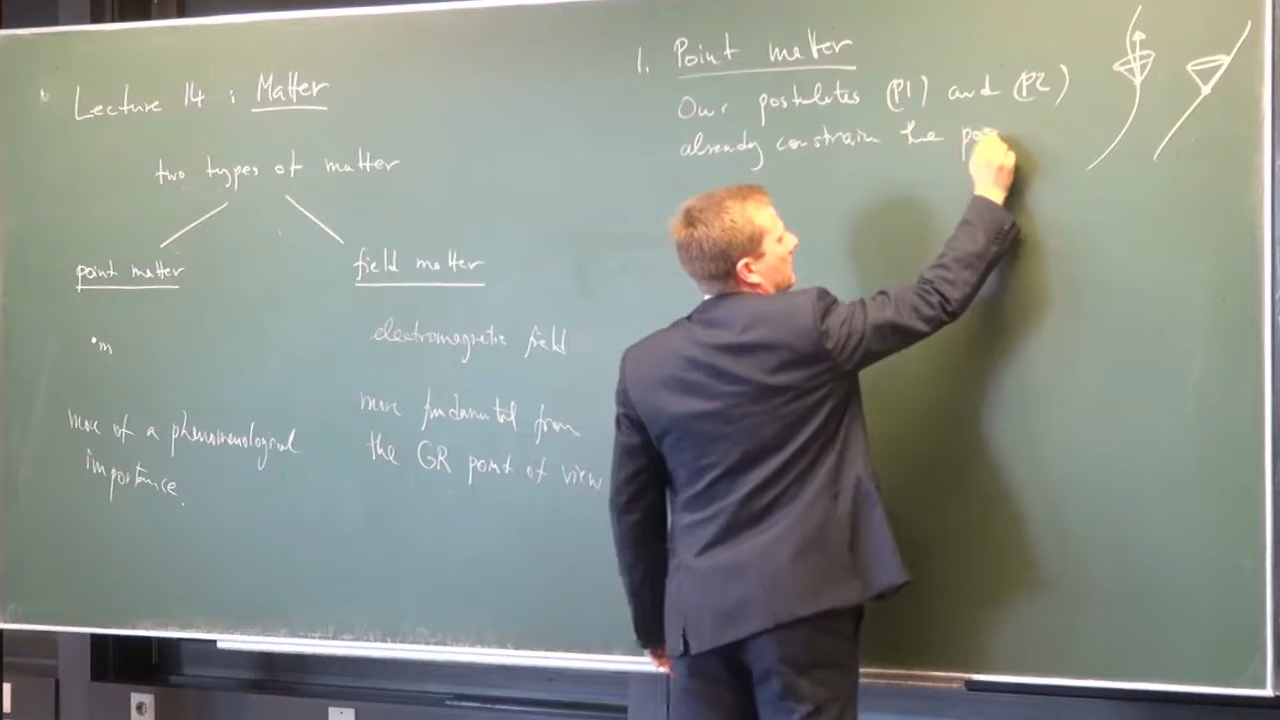 Lecture 14 : Matter
two types of matter
point matter
field matter
•m
electromagnetic field
more of a phenomenological
importance.
more fundamental from
the GR point of view
1. Point matter
Our postulates (P1) and (P2)
already constrain the po